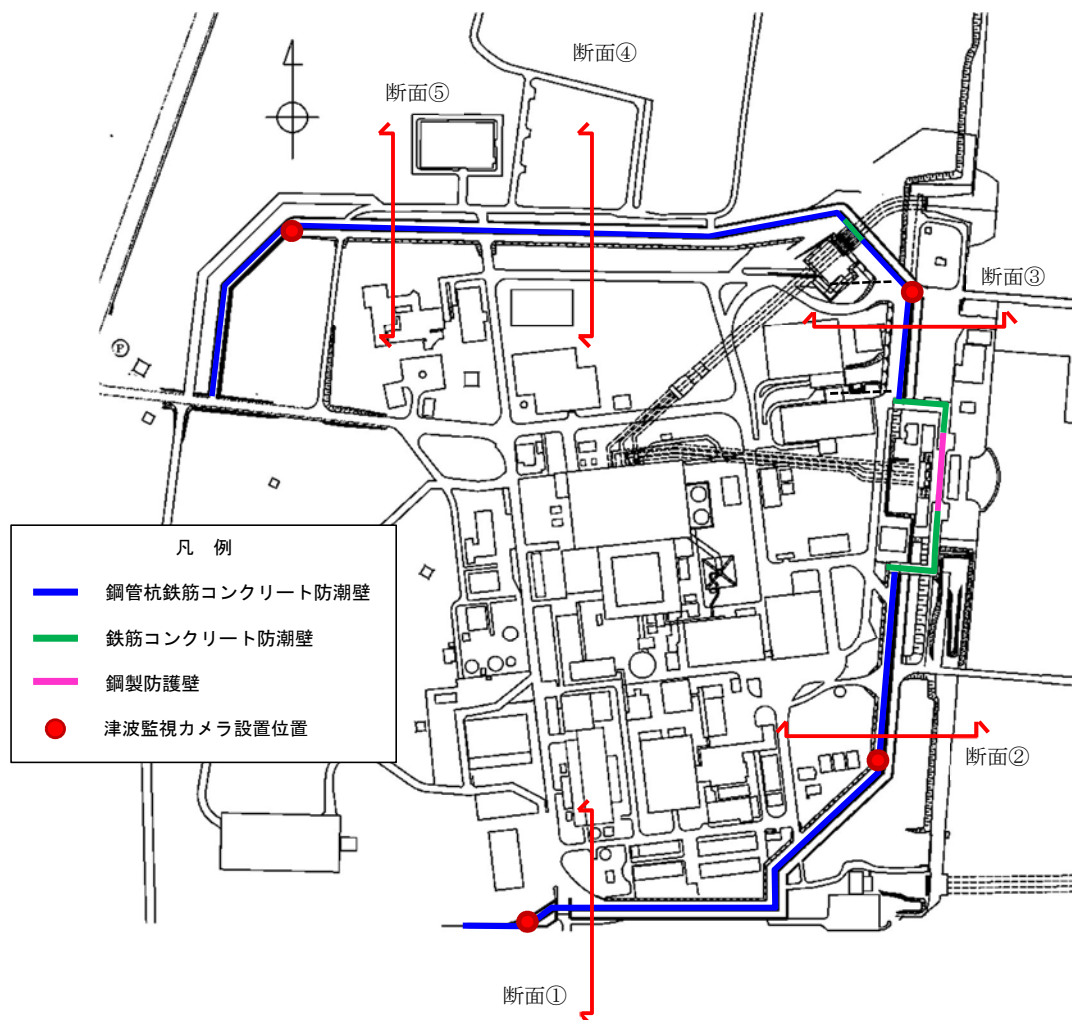 断面④
断面⑤
断面③
P
凡 例
鋼管杭鉄筋コンクリート防潮壁
鉄筋コンクリート防潮壁
鋼製防護壁
津波監視カメラ設置位置
断面②
断面①